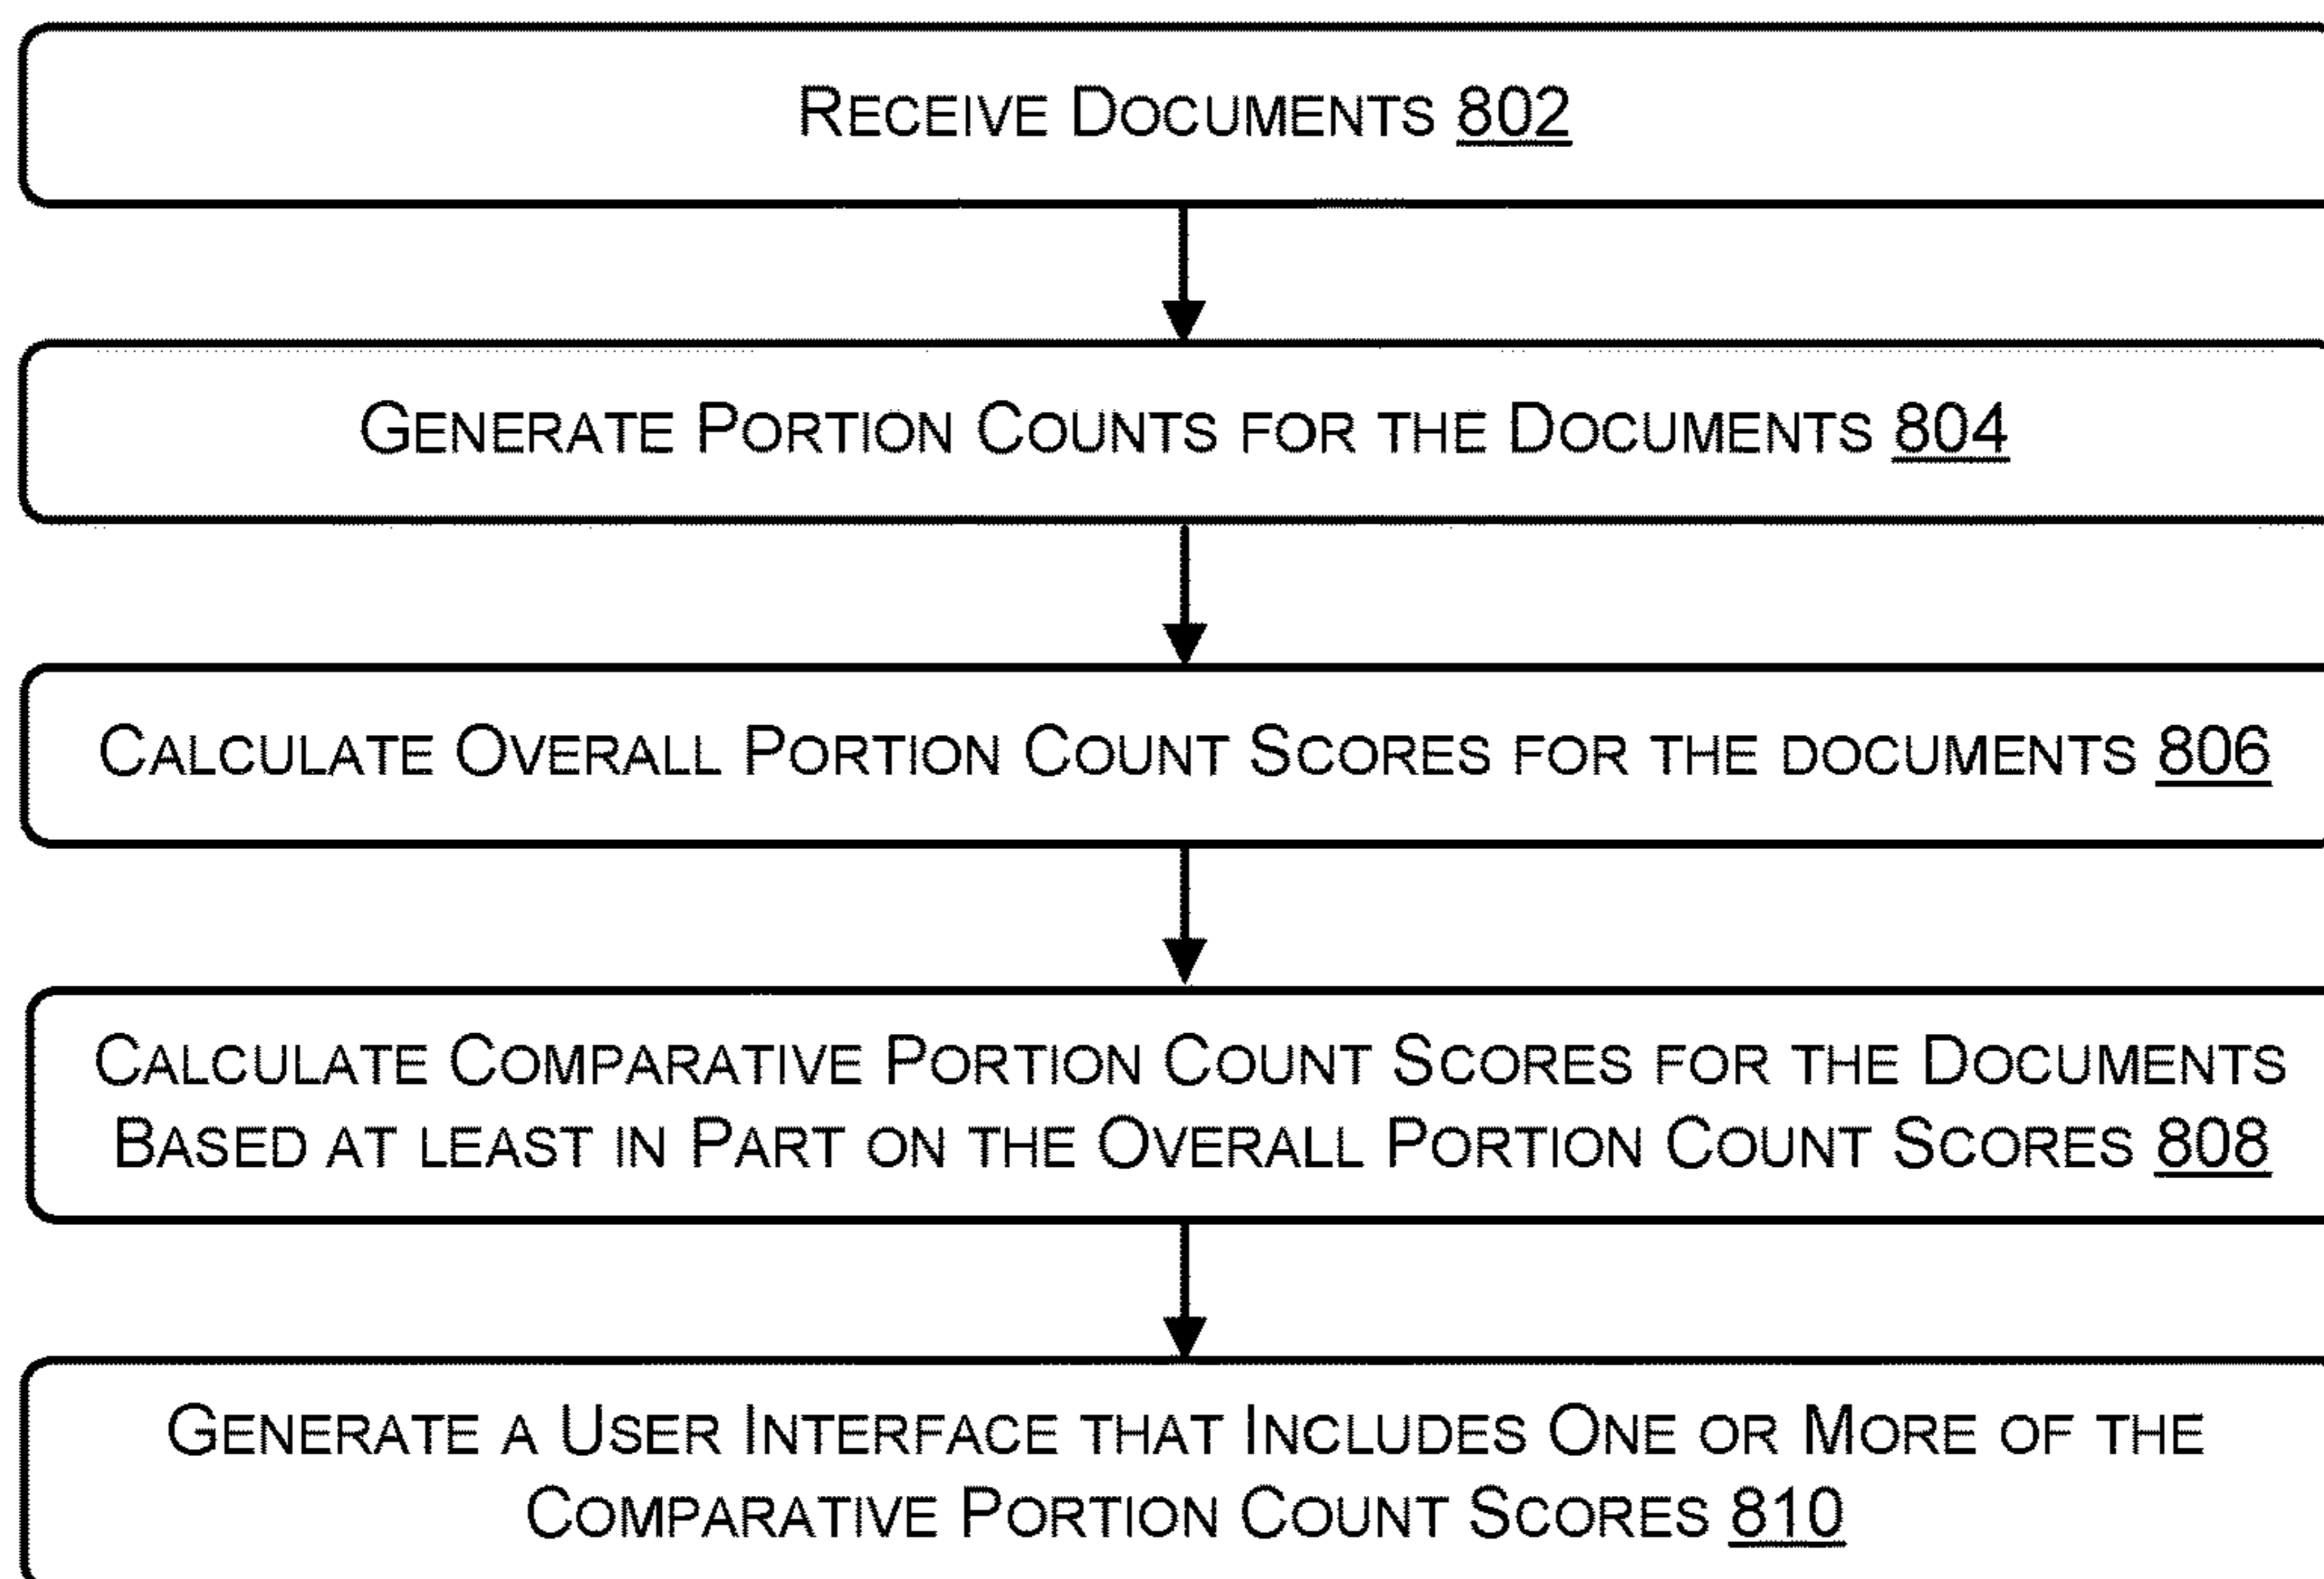 RECEIVE DOCUMENTS 802
GENERATE PORTION COUNTS FOR THE DOCUMENTS 804
CALCULATE OVERALL PORTION COUNT SCORES FOR THE DOCUMENTS 806
CALCULATE COMPARATIVE PORTION COUNT SCORES FOR THE DOCUMENTS
BASED AT LEAST IN PART ON THE OVERALL PORTION COUNT SCORES 808
GENERATE A USER INTERFACE THAT INCLUDES ONE OR MORE OF THE
COMPARATIVE PORTION COUNT SCORES 810